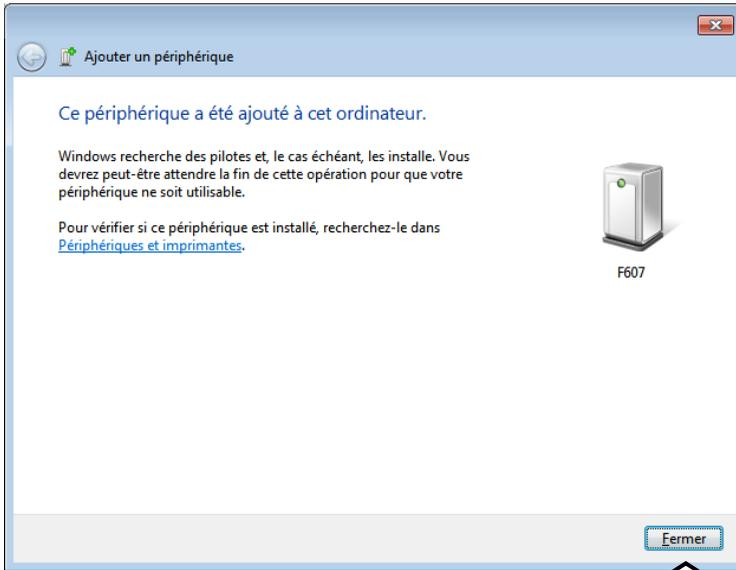 Ajouter un périphérique
Ce périphérique a été ajouté à cet ordinateur.
Windows recherche des pilotes et, le cas échéant, les installe. Vous
devrez peut-être attendre la fin de cette opération pour que votre
périphérique ne soit utilisable.
Pour vérifier si ce périphérique est installé, recherchez-le dans
Périphériques et imprimantes.
F607
Fermer